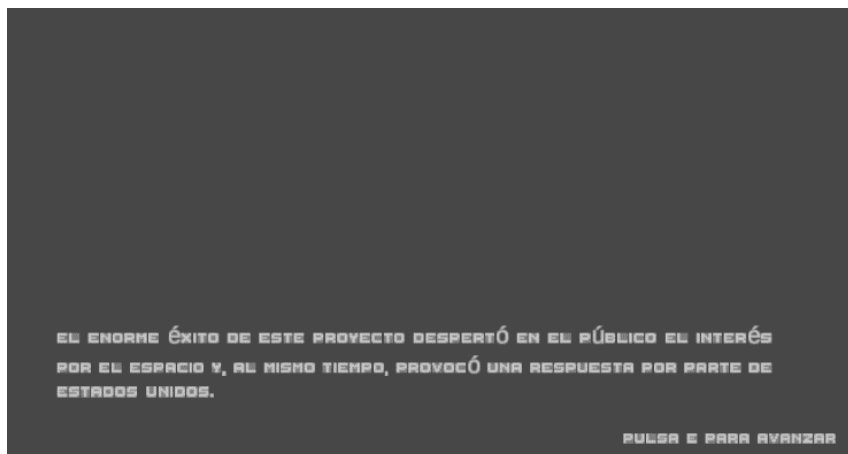 EL ENORME ÉXITO DE ESTE PROYECTO DESPERTÓ EN EL PÚBLICO EL INTERÉS
POR EL ESPACIO Y, AL MISMO TIEMPO, PROVOCÓ UNA RESPUESTA POR PARTE DE
ESTADOS UNIDOS.
PULSA E PARA AVANZAR